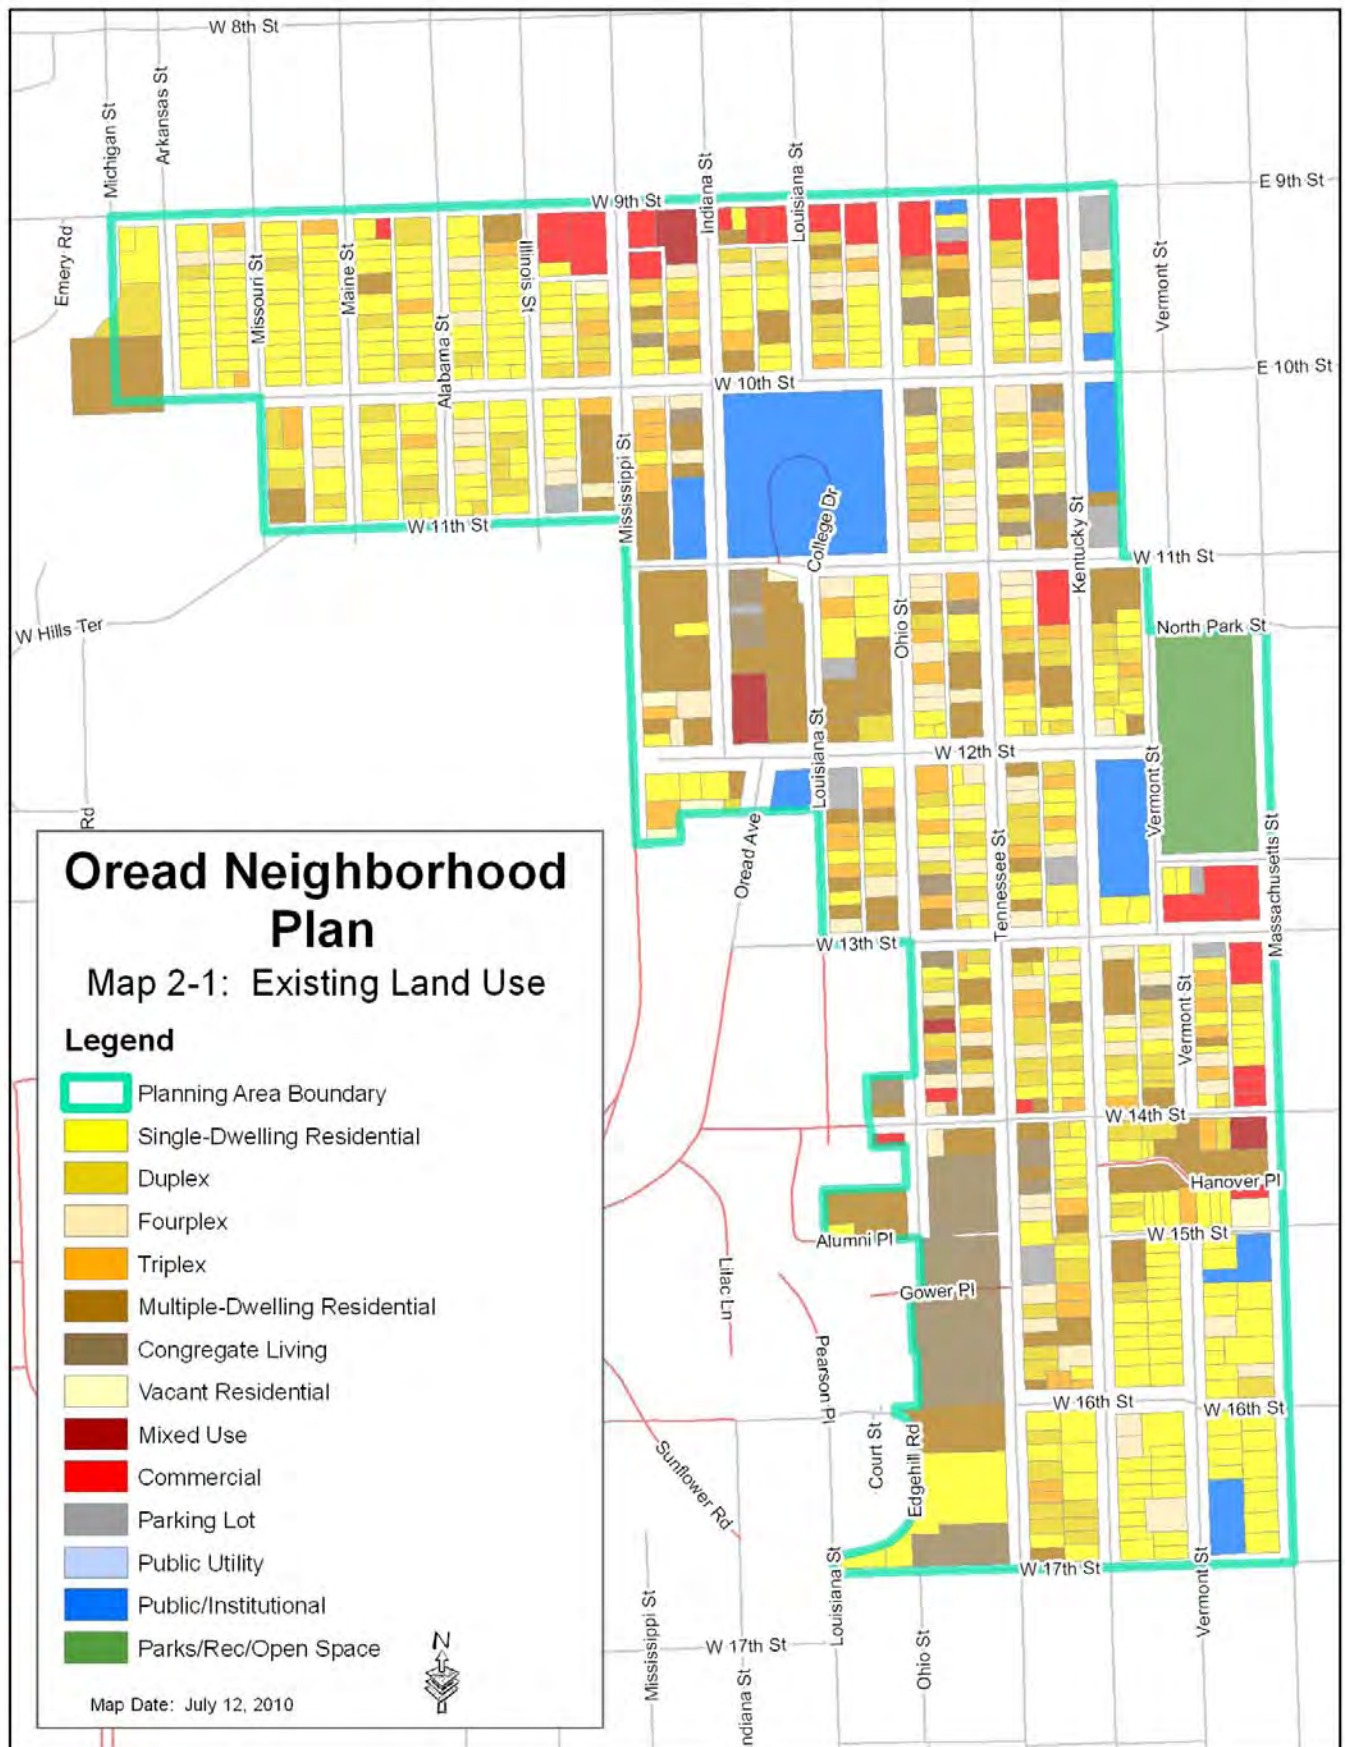 W 8th St
Michigan St
Arkansas St
Indiana St
Louisiana St
E 9th St
W 9th St
Emery Rd
Missouri St
Maine St
Illinois St
Vermont St
Alabama St
E 10th St
W 10th St
Mississippi St
College Dr
Kentucky St
W 11th St
W 11th St
W Hills Ter
Ohio St
North Park St
Louisiana St
W 12th St
Louisiana St
Vermont St
Rd
Oread Ave
Tennessee St
Massachusetts St
W 13th St
Vermont St
W 14th St
Hanover Pl
W 15th St
Alumni Pl
Lilac Ln
Gower Pl
Pearson Pl
W 16th St
W 16th St
Court St
Edgehill Rd
Sunflower Rd
W 17th St
Louisiana St
Vermont St
Mississippi St
W 17th St
ndiana St
Ohio St
Oread Neighborhood
Plan
Map 2-1: Existing Land Use
Legend
Planning Area Boundary
Single-Dwelling Residential
Duplex
Fourplex
Triplex
Multiple-Dwelling Residential
Congregate Living
Vacant Residential
Mixed Use
Commercial
Parking Lot
Public Utility
Public/Institutional
Parks/Rec/Open Space
N
Map Date: July 12, 2010